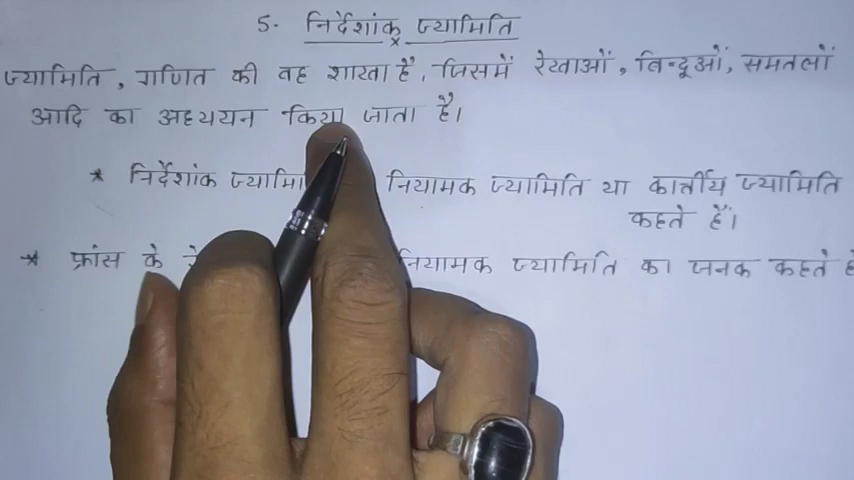 5. निर्देशांक ज्यामिति
ज्यामिति, गणित की वह शाखा है, जिसमें रेखाओं, बिन्दूओं, समतलों
आदि का अध्ययन किया जाता है।
* निर्देशांक ज्यामि नियामक ज्यामिति या कार्तीय ज्यामिति
कहते हैं।
* फ्रांस के नियामक ज्यामिति का जनक कहते